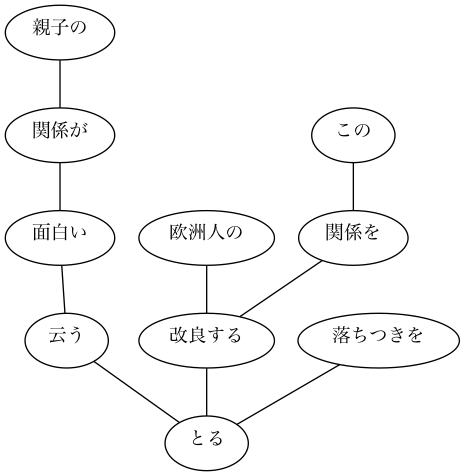 親子の
関係が
この
面白い
欧洲人の
関係を
云う
改良する
落ちつきを
とる